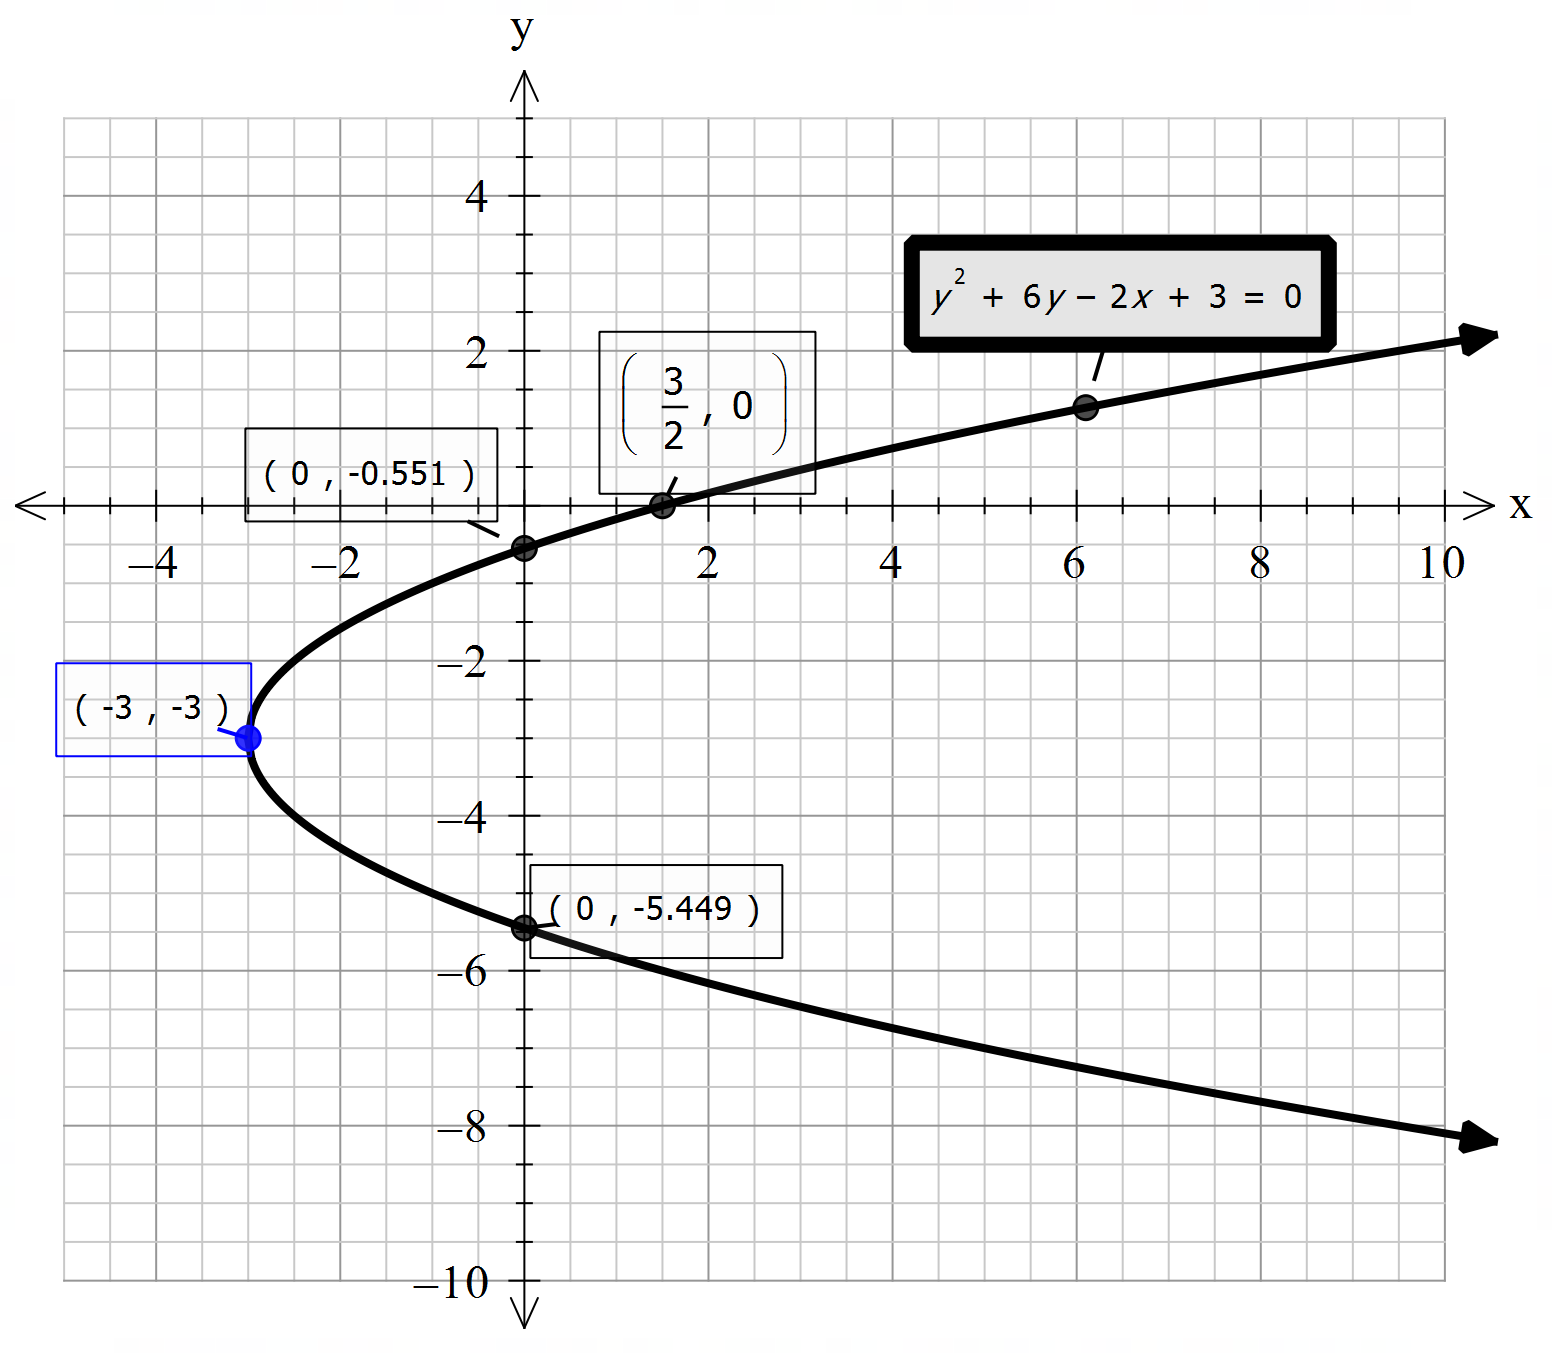 y
4
y² + 6y − 2x + 3 = 0
2
( 3/2 , 0 )
( 0 , -0.551 )
x
−4 −2 2 4 6 8 10
−2
( -3 , -3 )
−4
( 0 , -5.449 )
−6
−8
−10